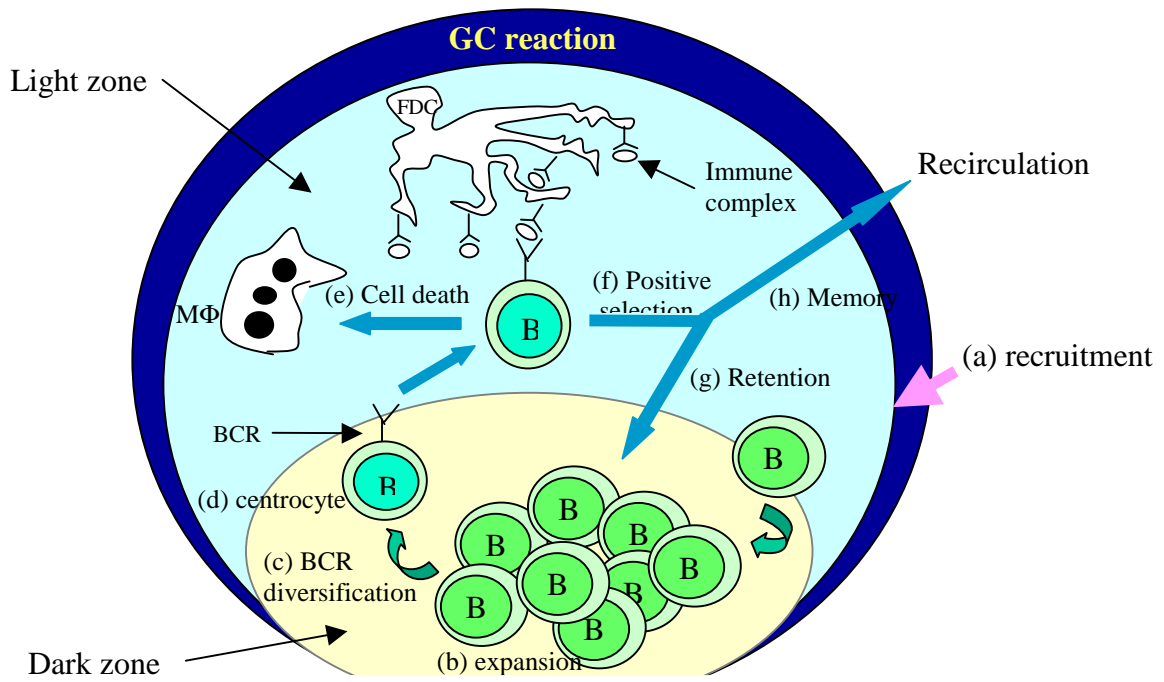 GC reaction
Light zone
FDC
Immune
complex
Recirculation
(e) Cell death
(f) Positive
selection
MΦ
B
(h) Memory
(a) recruitment
(g) Retention
BCR
B
B
(d) centrocyte
B
B
B
B
B
B
B
B
(c) BCR
diversification
B
(b) expansion
Dark zone